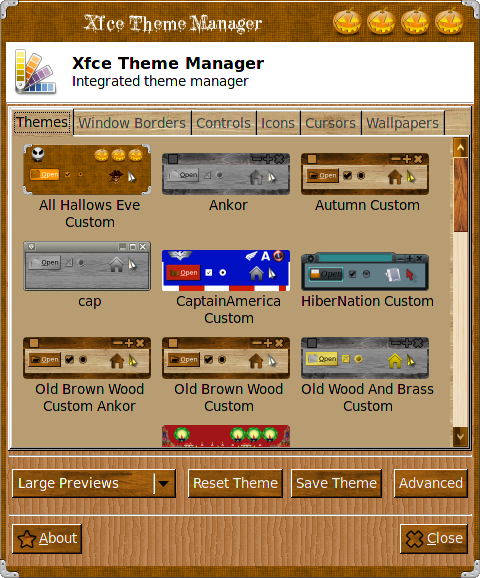 Xfce Theme Manager
Xfce Theme Manager
Integrated theme manager
Themes Window Borders Controls Icons Cursors Wallpapers
Open Open Open
All Hallows Eve Custom
Ankor
Autumn Custom
Open Open Open
cap
CaptainAmerica Custom
HiberNation Custom
Open Open Open
Old Brown Wood Custom Ankor
Old Brown Wood Custom
Old Wood And Brass Custom
Large Previews Reset Theme Save Theme Advanced
About Close